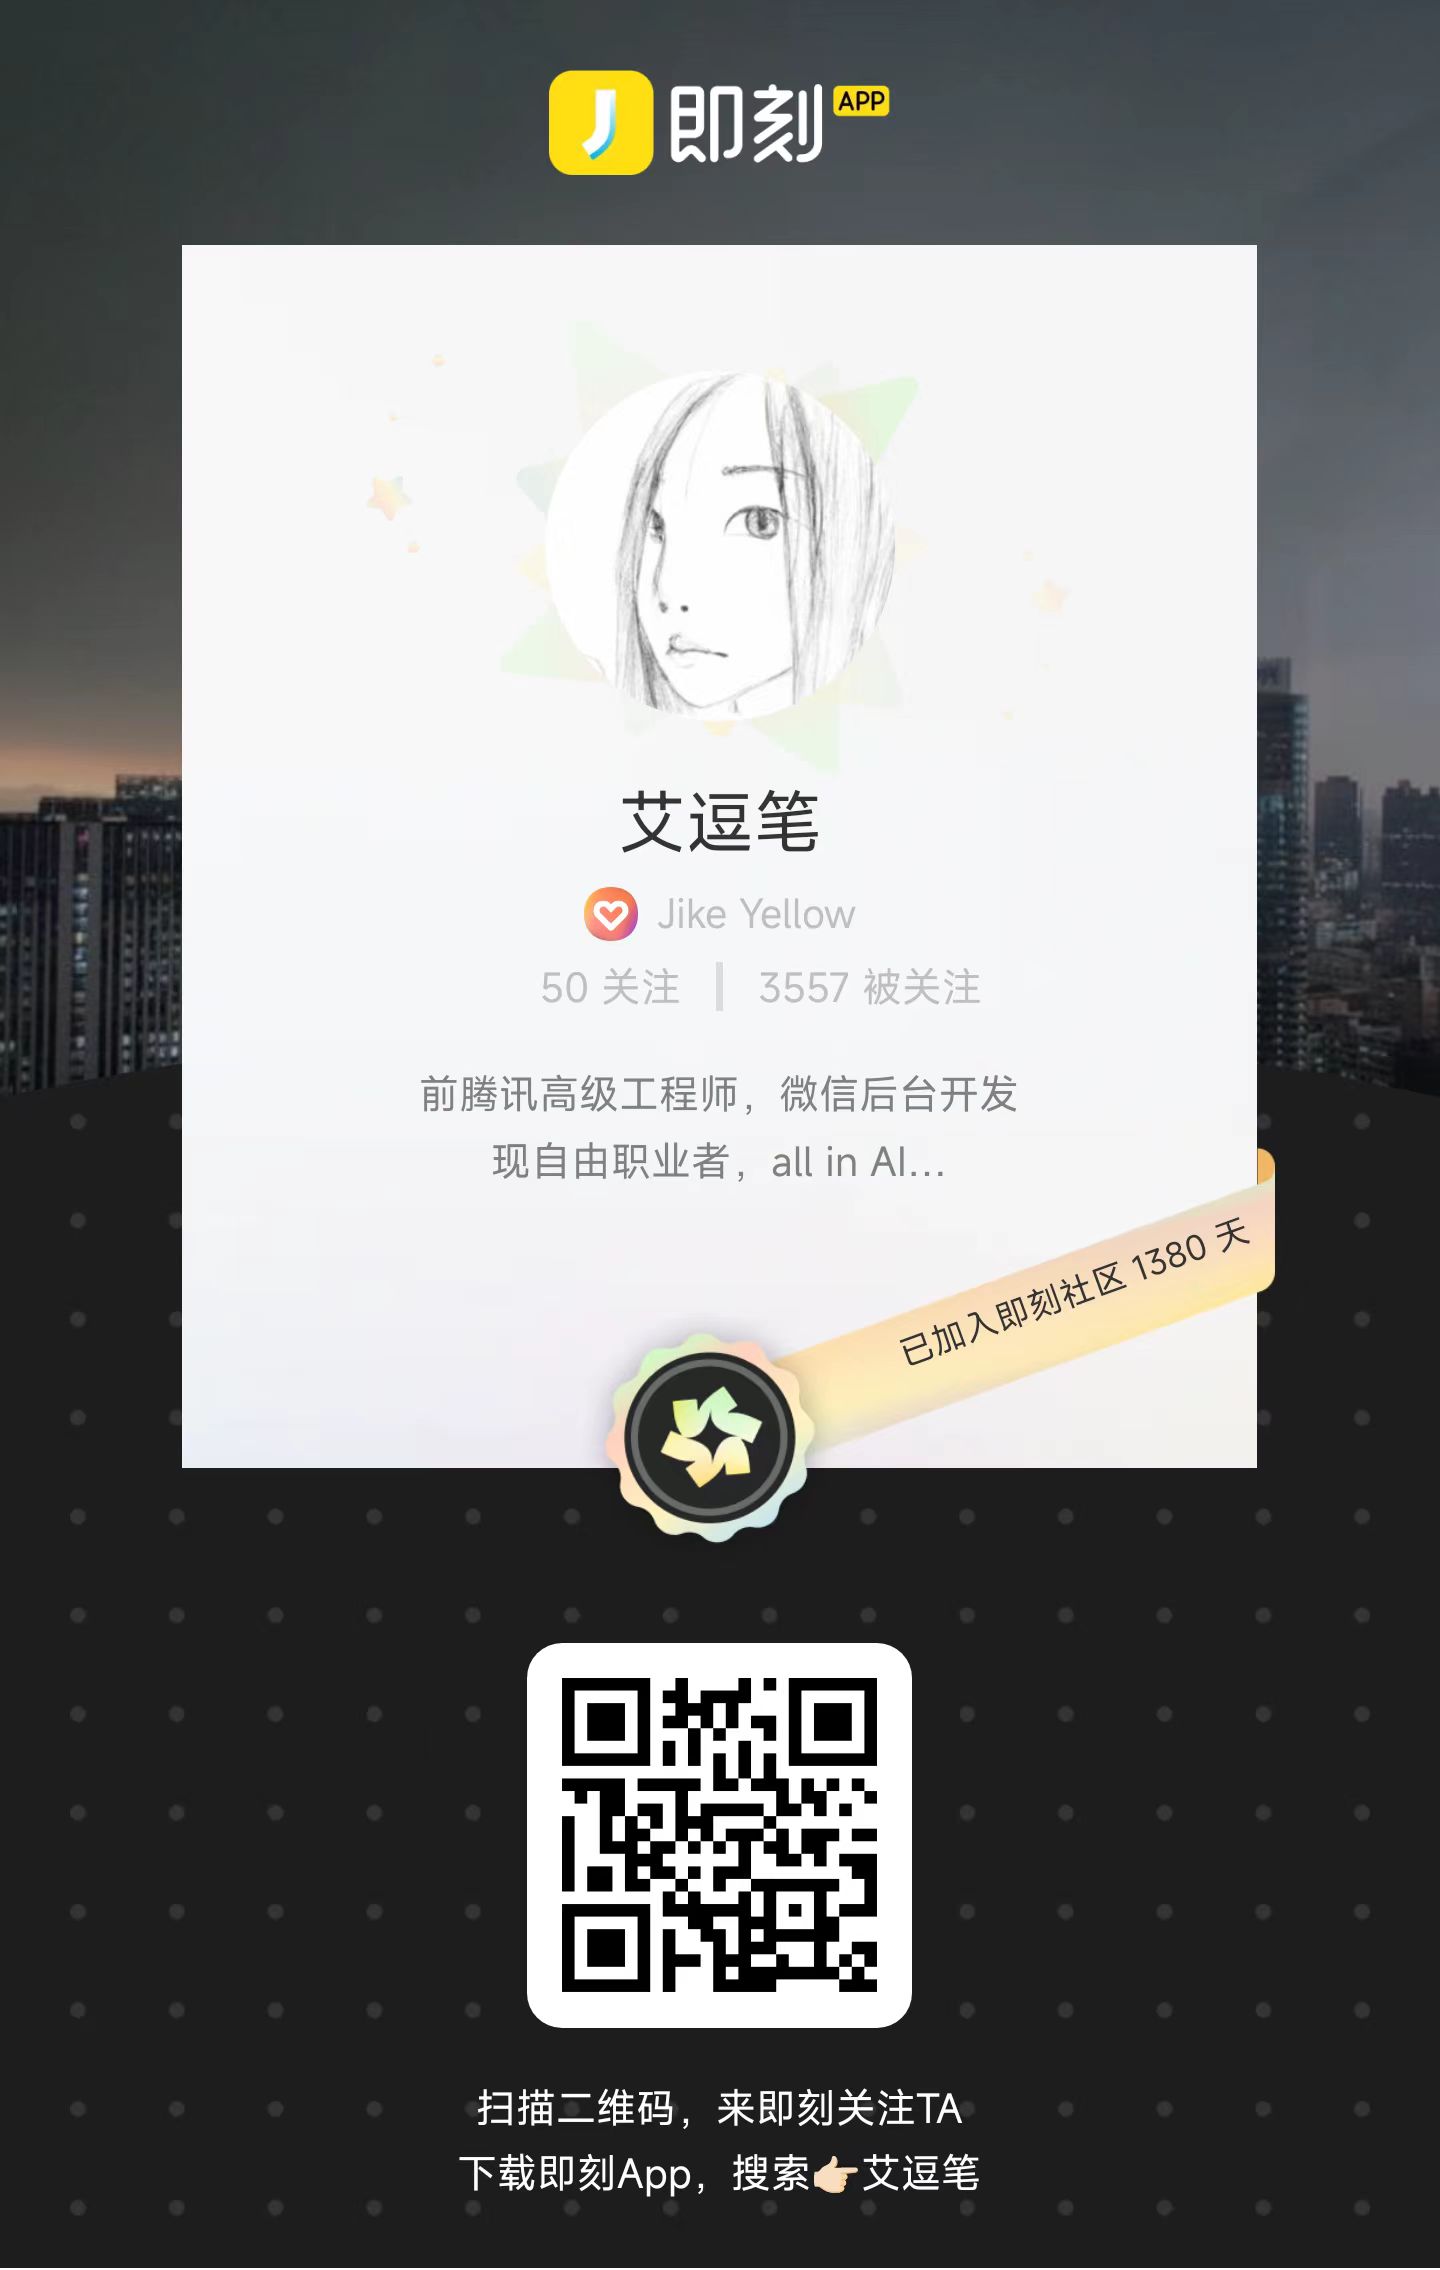 即刻 APP
艾逗笔
Jike Yellow
50 关注 | 3557 被关注
前腾讯高级工程师，微信后台开发
现自由职业者，all in AI...
已加入即刻社区 1380 天
扫描二维码，来即刻关注TA
下载即刻App，搜索👉🏻艾逗笔